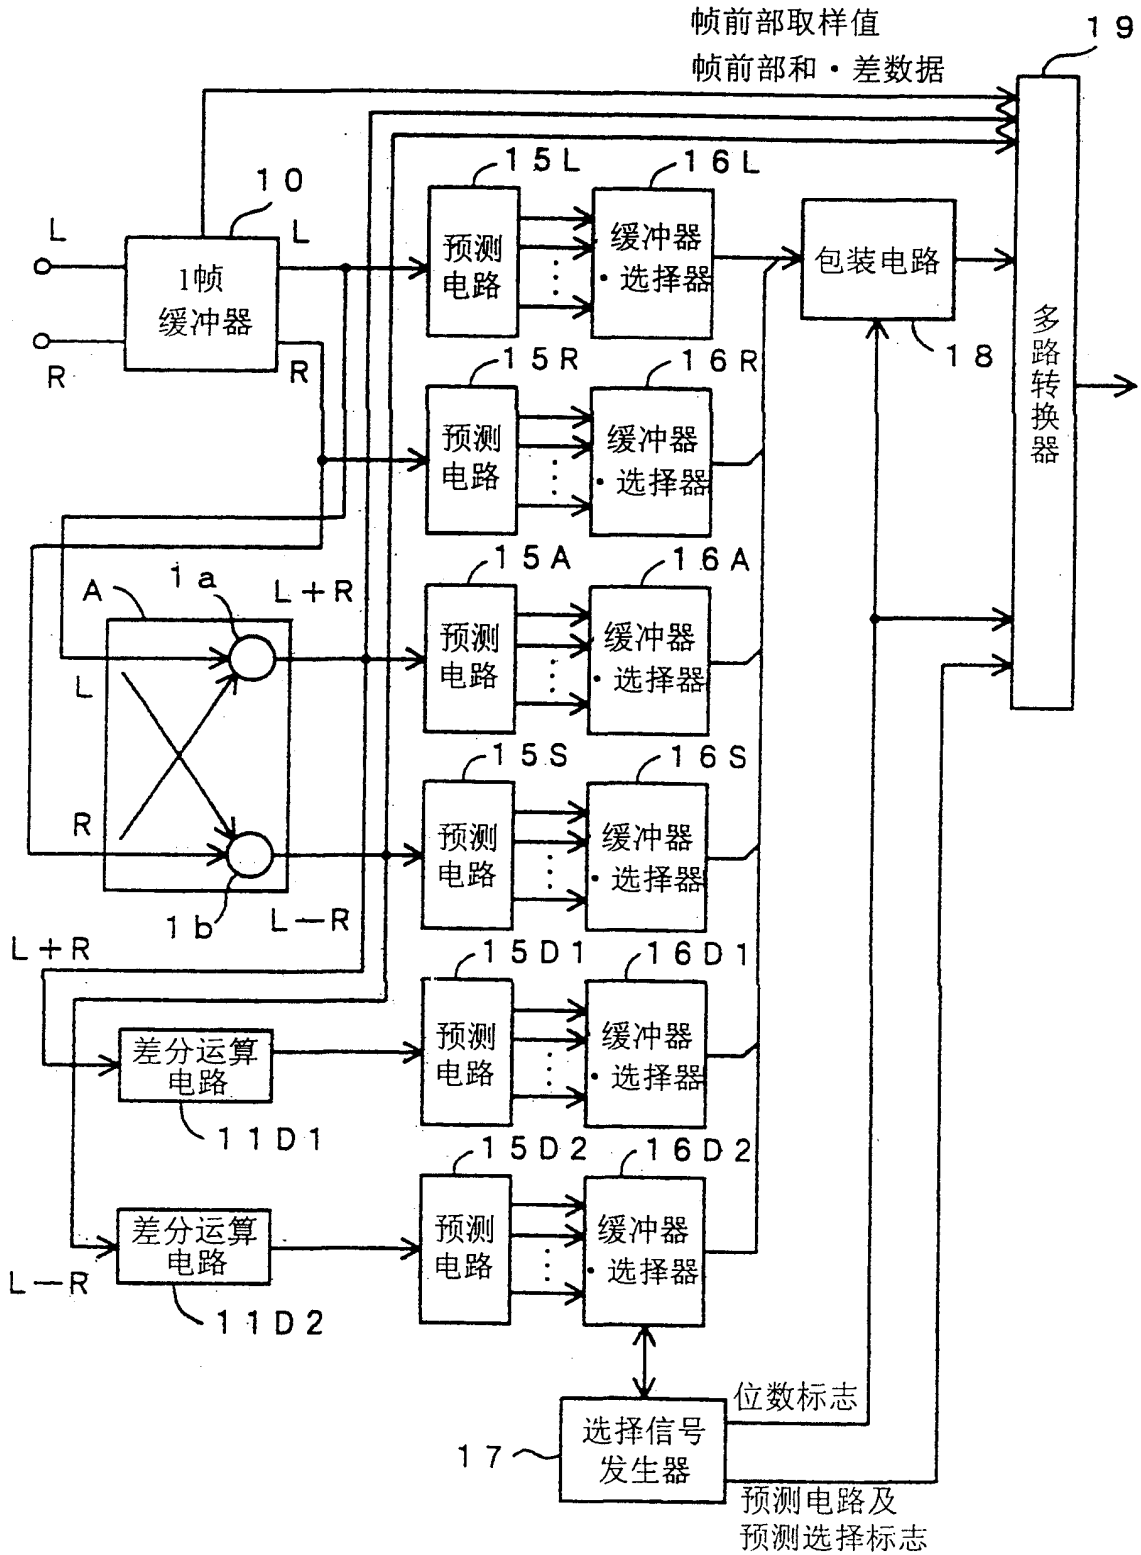 帧前部取样值
帧前部和・差数据
19
10
L
R
1帧
缓冲器
L
R
15L
预测
电路
16L
缓冲器
・选择器
包装电路
18
多路转换器
15R
预测
电路
16R
缓冲器
・选择器
A
1a
L+R
L
R
1b
L−R
15A
预测
电路
16A
缓冲器
・选择器
15S
预测
电路
16S
缓冲器
・选择器
L+R
差分运算
电路
11D1
15D1
预测
电路
16D1
缓冲器
・选择器
L−R
差分运算
电路
11D2
15D2
预测
电路
16D2
缓冲器
・选择器
17
选择信号
发生器
位数标志
预测电路及
预测选择标志